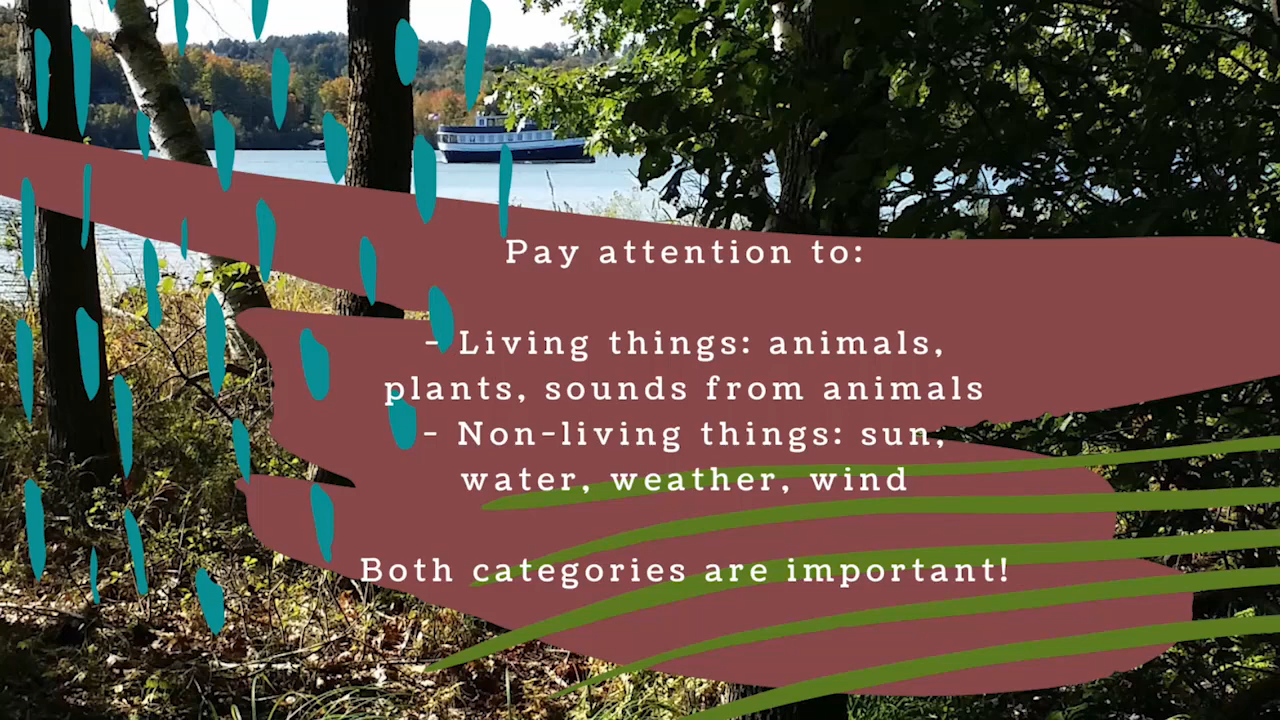 Pay attention to:
- Living things: animals,
plants, sounds from animals
- Non-living things: sun,
water, weather, wind
Both categories are important!